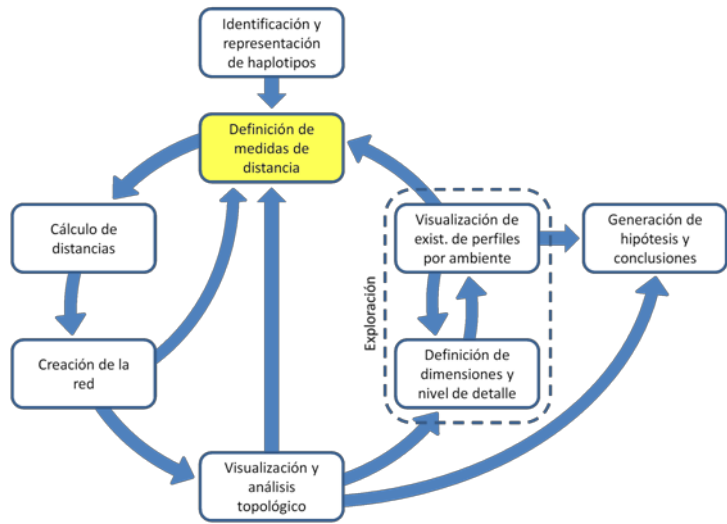 Identificación y
representación
de haplotipos
Definición de
medidas de
distancia
Cálculo de
distancias
Visualización de
exist. de perfiles
por ambiente
Generación de
hipótesis y
conclusiones
Exploración
Creación de la
red
Definición de
dimensiones y
nivel de detalle
Visualización y
análisis
topológico